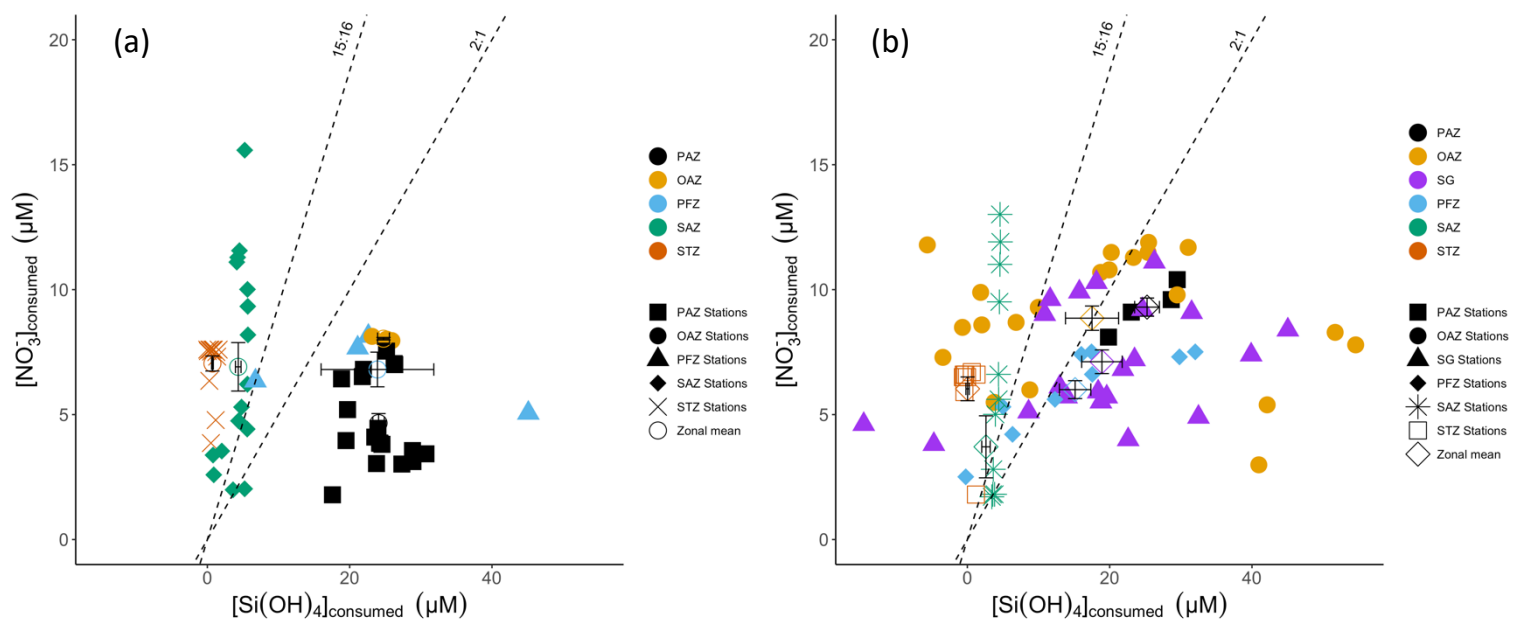 (a)
15:16
2:1
20
15
10
5
0
0 20 40
[NO₃⁻]consumed (µM)
[Si(OH)₄]consumed (µM)
PAZ
OAZ
PFZ
SAZ
STZ
PAZ Stations
OAZ Stations
PFZ Stations
SAZ Stations
STZ Stations
Zonal mean
(b)
15:16
2:1
20
15
10
5
0
0 20 40
[NO₃⁻]consumed (µM)
[Si(OH)₄]consumed (µM)
PAZ
OAZ
SG
PFZ
SAZ
STZ
PAZ Stations
OAZ Stations
SG Stations
PFZ Stations
SAZ Stations
STZ Stations
Zonal mean